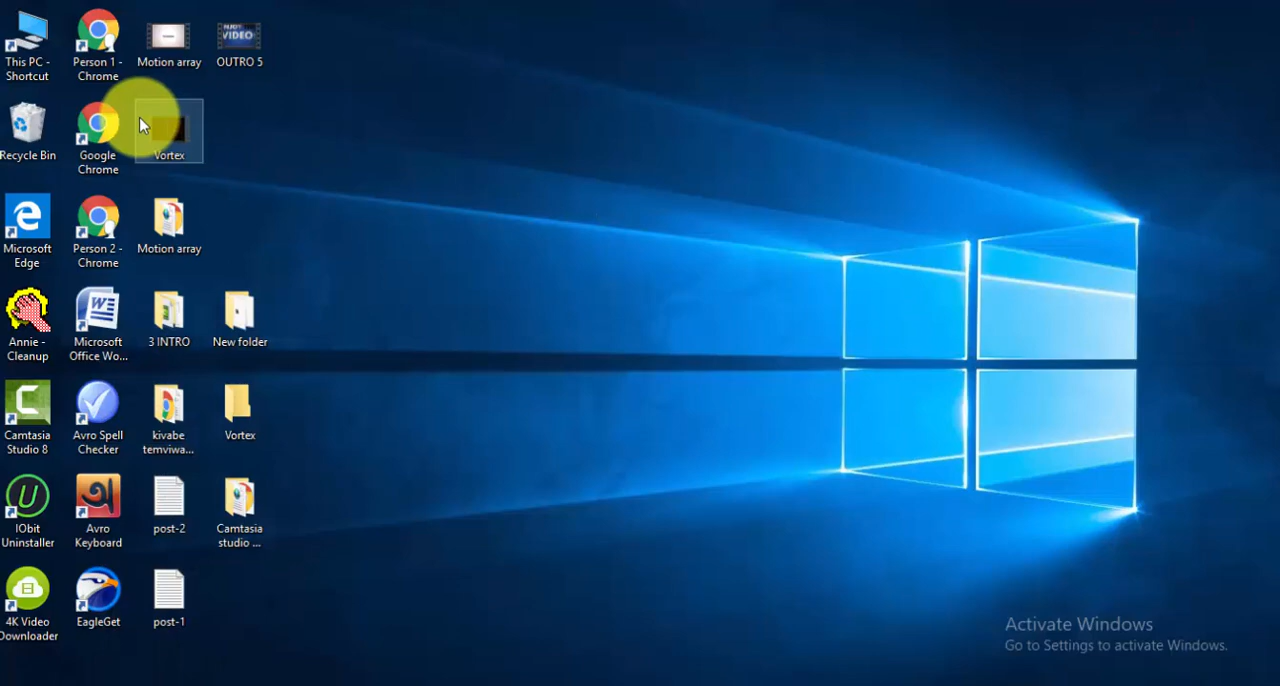 This PC -
Shortcut
Person 1 -
Chrome
Motion array
NJOY
VIDEO
OUTRO 5
Recycle Bin
Google
Chrome
Vortex
Microsoft
Edge
Person 2 -
Chrome
Motion array
Annie -
Cleanup
W
Microsoft
Office Wo...
3 INTRO
New folder
C
Camtasia
Studio 8
Avro Spell
Checker
kivabe
temviwa...
Vortex
IObit
Uninstaller
অ
Avro
Keyboard
post-2
Camtasia
studio ...
4K Video
Downloader
EagleGet
post-1
Activate Windows
Go to Settings to activate Windows.